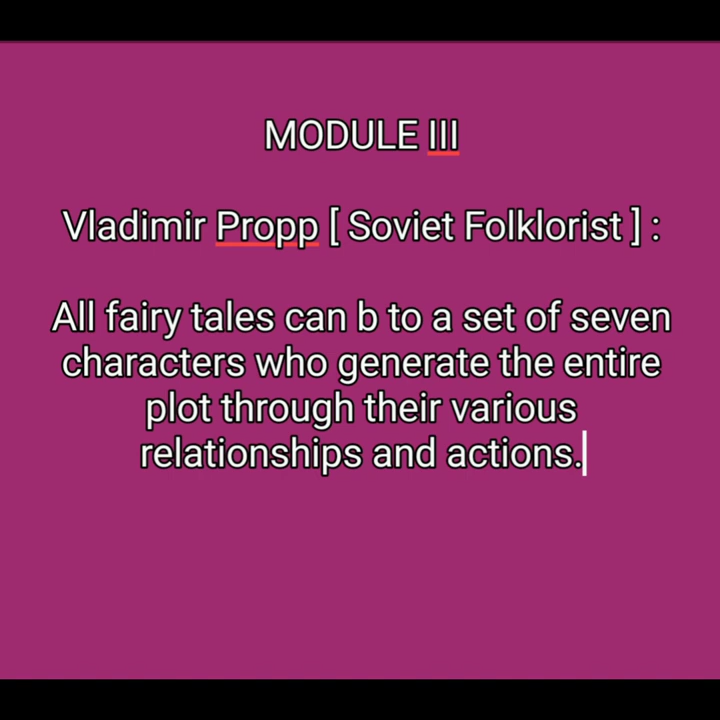 MODULE III
Vladimir Propp [ Soviet Folklorist ] :
All fairy tales can b to a set of seven
characters who generate the entire
plot through their various
relationships and actions.